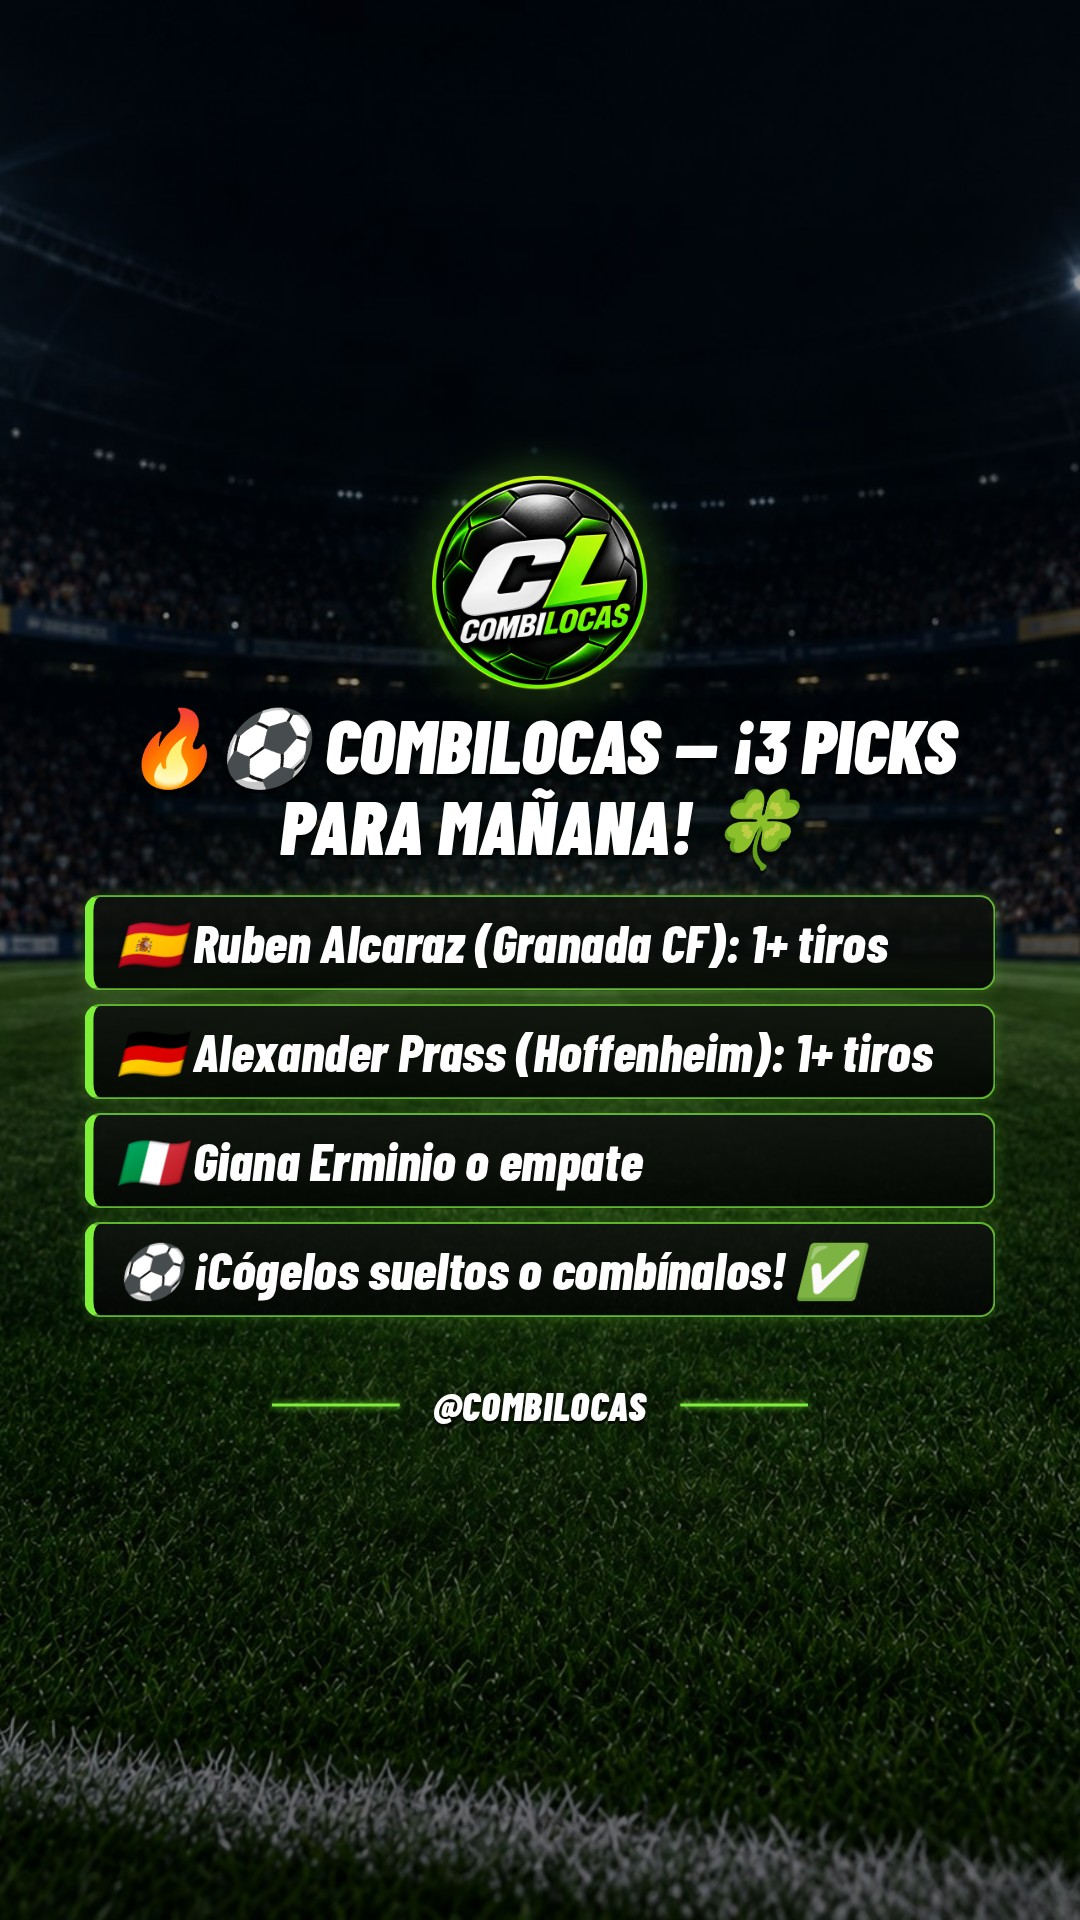 CL
COMBILOCAS
🔥⚽ COMBILOCAS – ¡3 PICKS
PARA MAÑANA! 🍀
🇪🇸 Ruben Alcaraz (Granada CF): 1+ tiros
🇩🇪 Alexander Prass (Hoffenheim): 1+ tiros
🇮🇹 Giana Erminio o empate
⚽ ¡Cógelos sueltos o combínalos! ✅
@COMBILOCAS